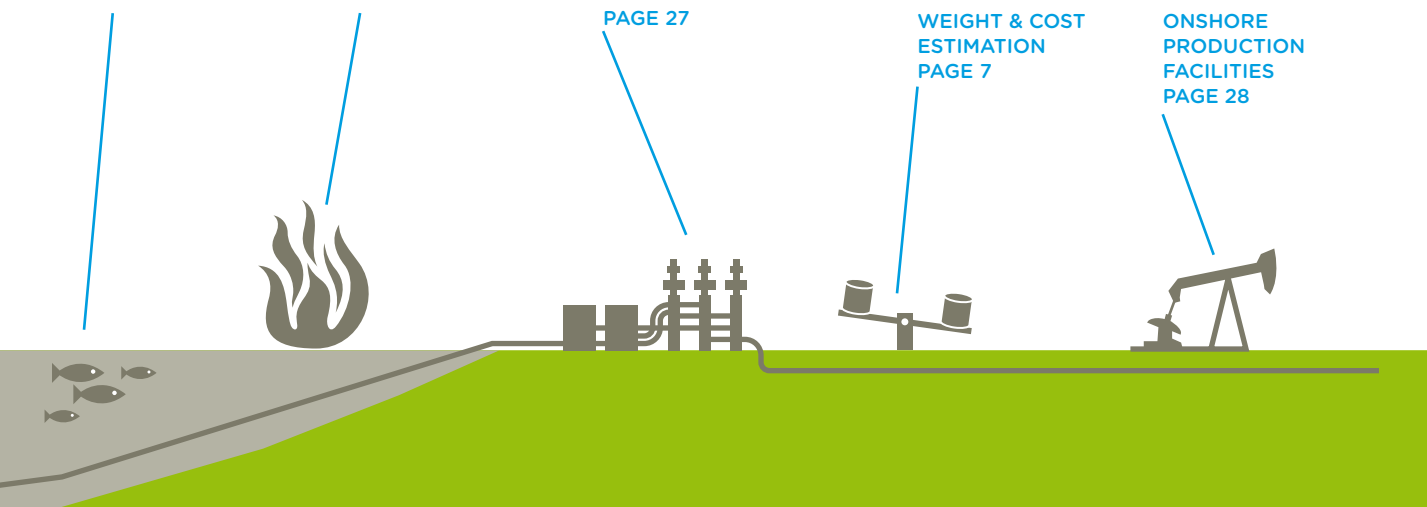 PAGE 27
WEIGHT & COST
ESTIMATION
PAGE 7
ONSHORE
PRODUCTION
FACILITIES
PAGE 28